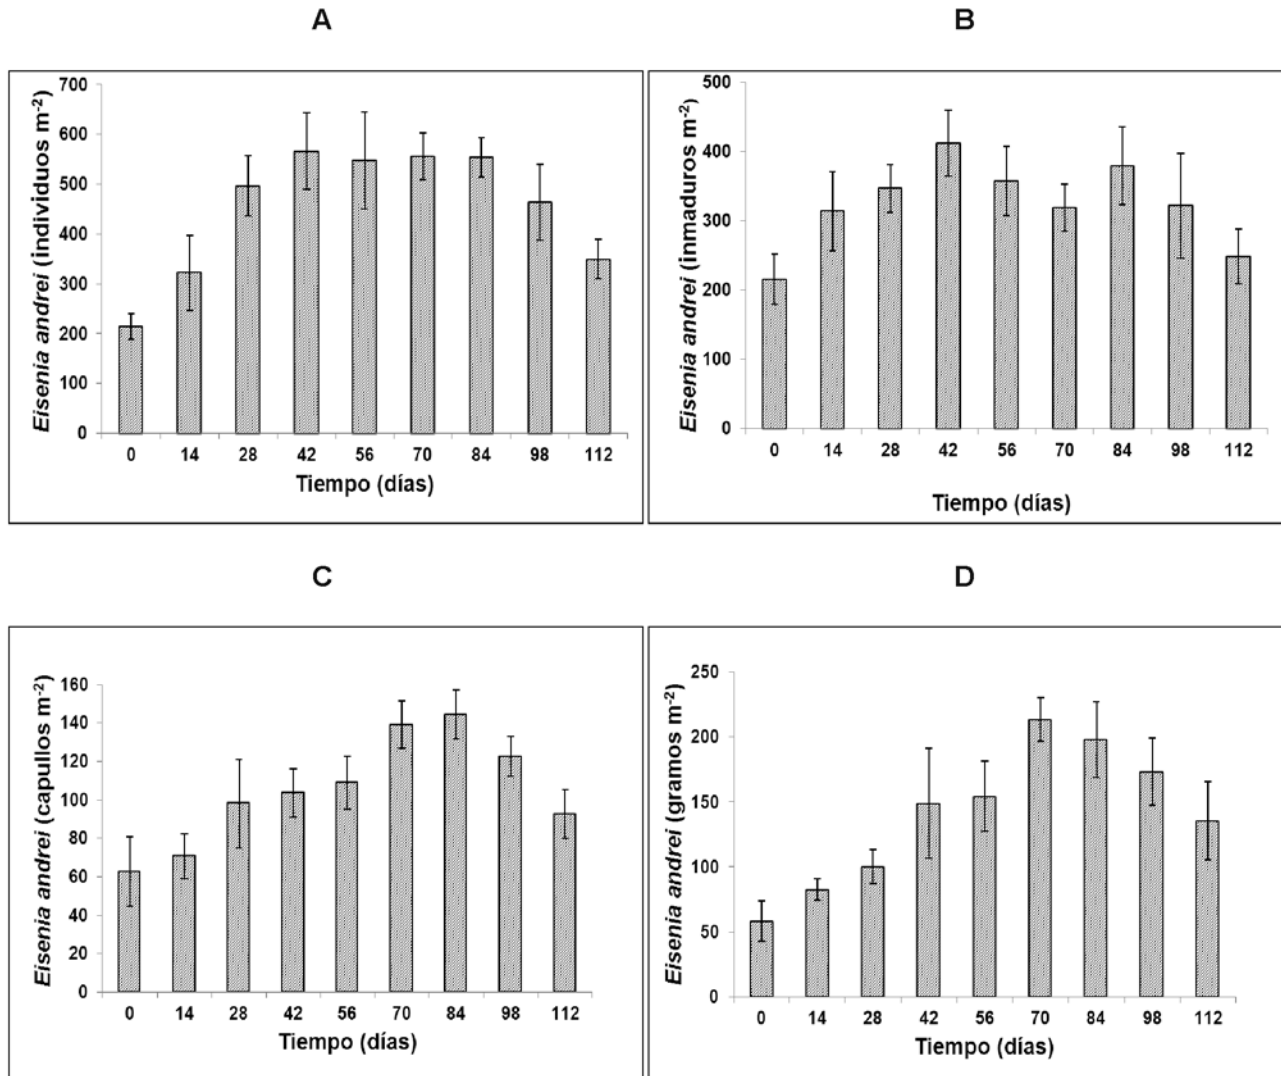 A
Eisenia andrei (individuos m-2)
700
600
500
400
300
200
100
0
0 14 28 42 56 70 84 98 112
Tiempo (días)
B
Eisenia andrei (inmaduros m-2)
500
400
300
200
100
0
0 14 28 42 56 70 84 98 112
Tiempo (días)
C
Eisenia andrei (capullos m-2)
160
140
120
100
80
60
40
20
0
0 14 28 42 56 70 84 98 112
Tiempo (días)
D
Eisenia andrei (gramos m-2)
250
200
150
100
50
0
0 14 28 42 56 70 84 98 112
Tiempo (días)